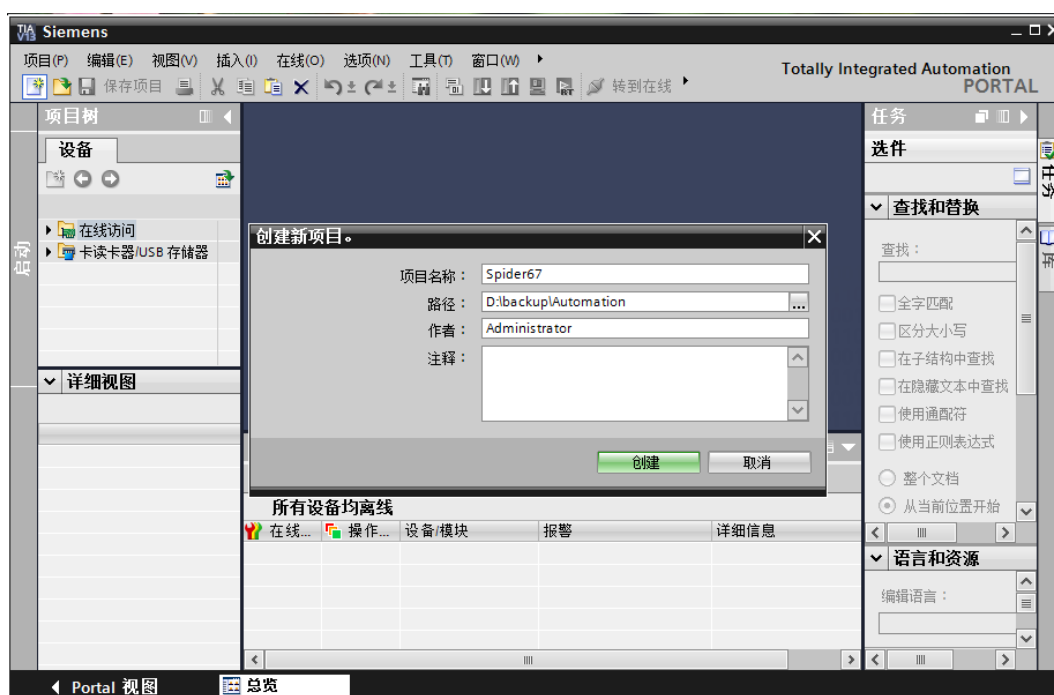 TIA V13 Siemens
项目(P) 编辑(E) 视图(V) 插入(I) 在线(O) 选项(N) 工具(T) 窗口(W)
Totally Integrated Automation
PORTAL
保存项目 转到在线
项目树
设备
在线访问
卡读卡器/USB 存储器
启动
详细视图
创建新项目。
项目名称： Spider67
路径： D:\backup\Automation ...
作者： Administrator
注释：
创建 取消
所有设备均离线
在线... 操作... 设备/模块 报警 详细信息
任务
选件
查找和替换
查找：
全字匹配
区分大小写
在子结构中查找
在隐藏文本中查找
使用通配符
使用正则表达式
整个文档
从当前位置开始
语言和资源
编辑语言：
任务
库
Portal 视图 总览